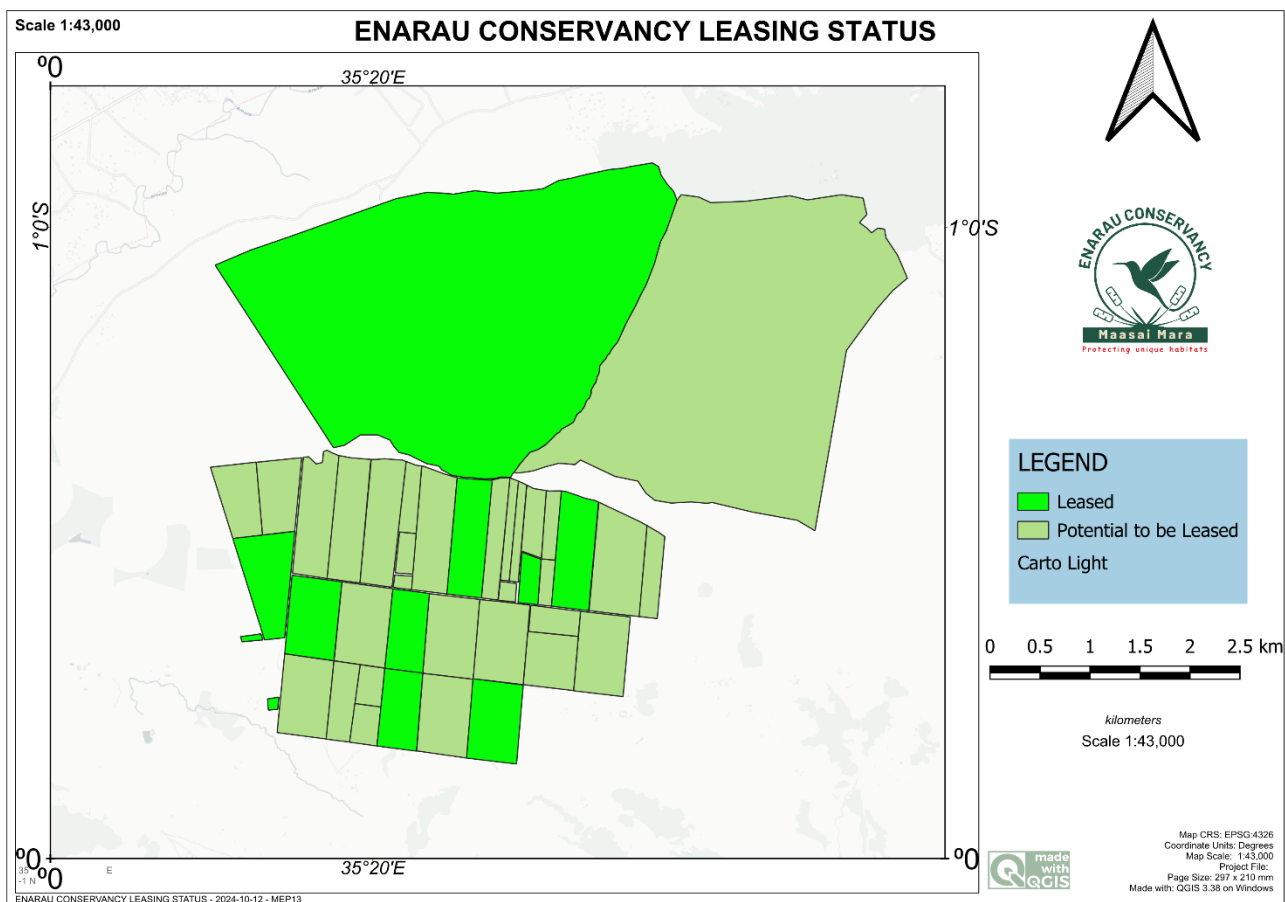 Scale 1:43,000
ENARAU CONSERVANCY LEASING STATUS
º0
35°20'E
1°0'S
1°0'S
ENARAU CONSERVANCY
Maasai Mara
Protecting unique habitats
LEGEND
Leased
Potential to be Leased
Carto Light
0 0.5 1 1.5 2 2.5 km
kilometers
Scale 1:43,000
º0
35°20'E
º0
º0
35 E
-1 N
made
with
QGIS
Map CRS: EPSG:4326
Coordinate Units: Degrees
Map Scale: 1:43,000
Project File:
Page Size: 297 x 210 mm
Made with: QGIS 3.38 on Windows
ENARAU CONSERVANCY LEASING STATUS - 2024-10-12 - MEP13